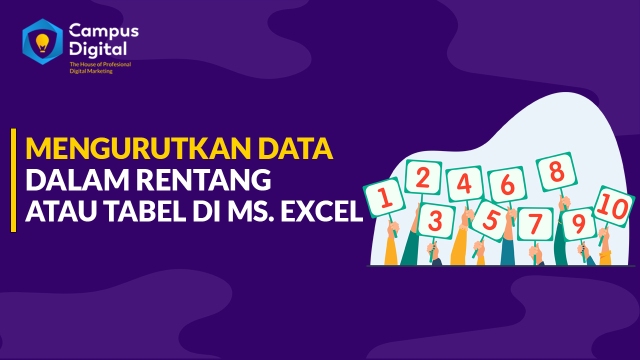 Campus
Digital
The House of Profesional
Digital Marketing
MENGURUTKAN DATA
DALAM RENTANG
ATAU TABEL DI MS. EXCEL
1
2
3
4
5
6
7
8
9
10